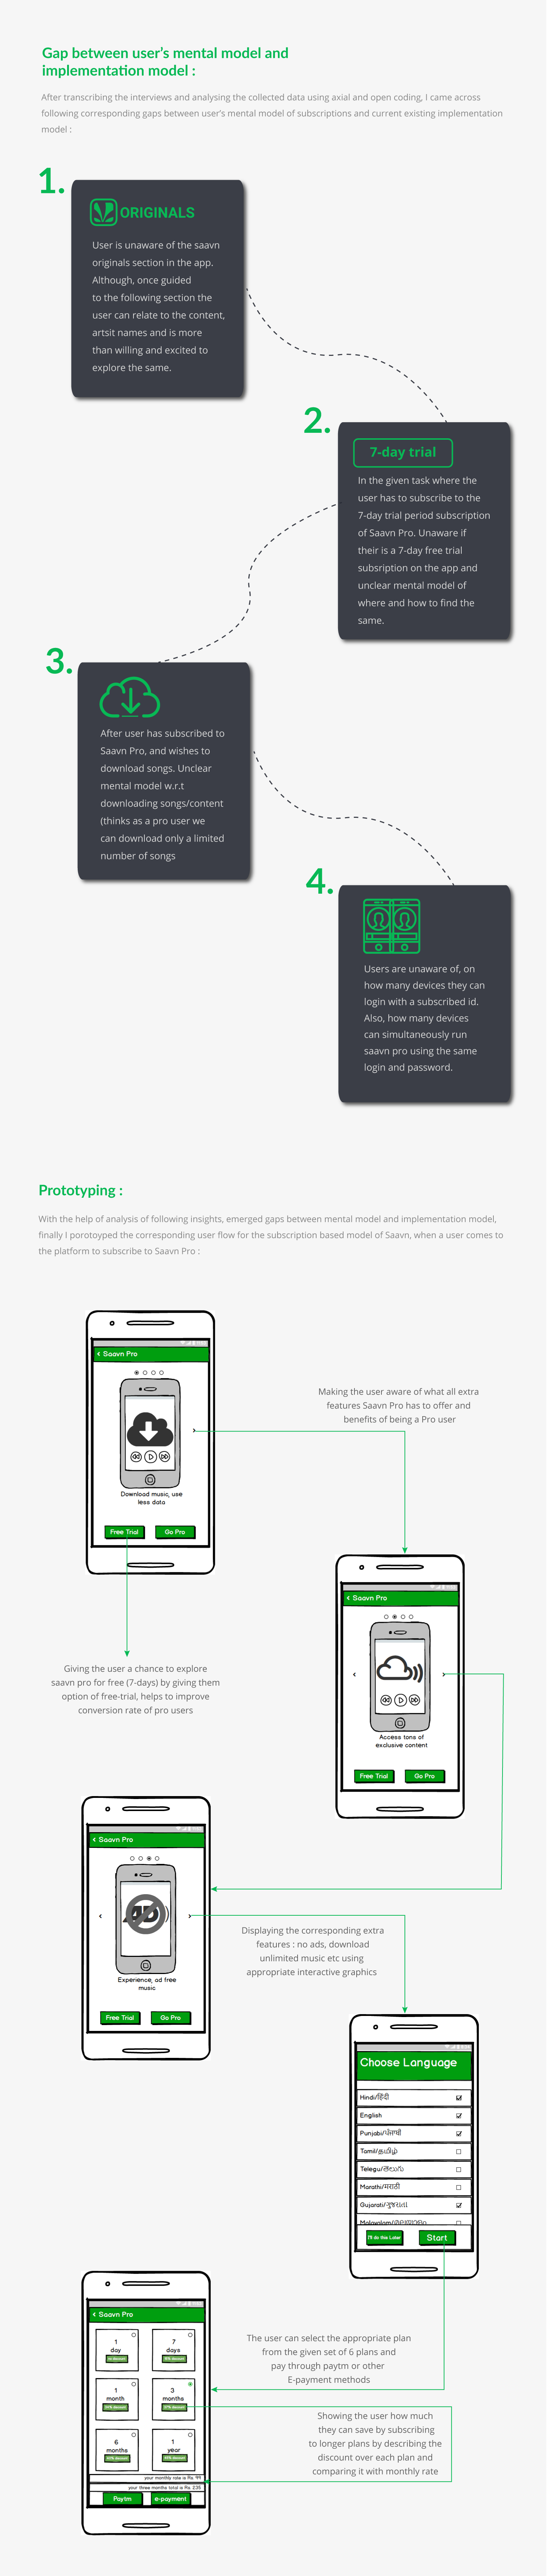 Gap between user's mental model and
implementation model :
After transcribing the interviews and analysing the collected data using axial and open coding, I came across
following corresponding gaps between user's mental model of subscriptions and current existing implementation
model :
1.
ORIGINALS
User is unaware of the saavn
originals section in the app.
Although, once guided
to the following section the
user can relate to the content,
artsit names and is more
than willing and excited to
explore the same.
2.
7-day trial
In the given task where the
user has to subscribe to the
7-day trial period subscription
of Saavn Pro. Unaware if
their is a 7-day free trial
subsription on the app and
unclear mental model of
where and how to find the
same.
3.
After user has subscribed to
Saavn Pro, and wishes to
download songs. Unclear
mental model w.r.t
downloading songs/content
(thinks as a pro user we
can download only a limited
number of songs
4.
Users are unaware of, on
how many devices they can
login with a subscribed id.
Also, how many devices
can simultaneously run
saavn pro using the same
login and password.
Prototyping :
With the help of analysis of following insights, emerged gaps between mental model and implementation model,
finally I porotoyped the corresponding user flow for the subscription based model of Saavn, when a user comes to
the platform to subscribe to Saavn Pro :
< Saavn Pro
Download music, use
less data
Free Trial
Go Pro
Making the user aware of what all extra
features Saavn Pro has to offer and
benefits of being a Pro user
Giving the user a chance to explore
saavn pro for free (7-days) by giving them
option of free-trial, helps to improve
conversion rate of pro users
< Saavn Pro
Access tons of
exclusive content
Free Trial
Go Pro
< Saavn Pro
AD
Experience, ad free
music
Free Trial
Go Pro
Displaying the corresponding extra
features : no ads, download
unlimited music etc using
appropriate interactive graphics
Choose Language
Hindi/हिंदी
English
Punjabi/ਪੰਜਾਬੀ
Tamil/தமிழ்
Telegu/తెలుగు
Marathi/मराठी
Gujarati/ગુજરાતી
Malayalam/മലയാളം
I'll do this Later
Start
< Saavn Pro
1
day
no discount
7
days
1
month
3
months
6
months
1
year
your monthly rate is Rs. 99
your three months total is Rs. 235
Paytm
e-payment
The user can select the appropriate plan
from the given set of 6 plans and
pay through paytm or other
E-payment methods
Showing the user how much
they can save by subscribing
to longer plans by describing the
discount over each plan and
comparing it with monthly rate